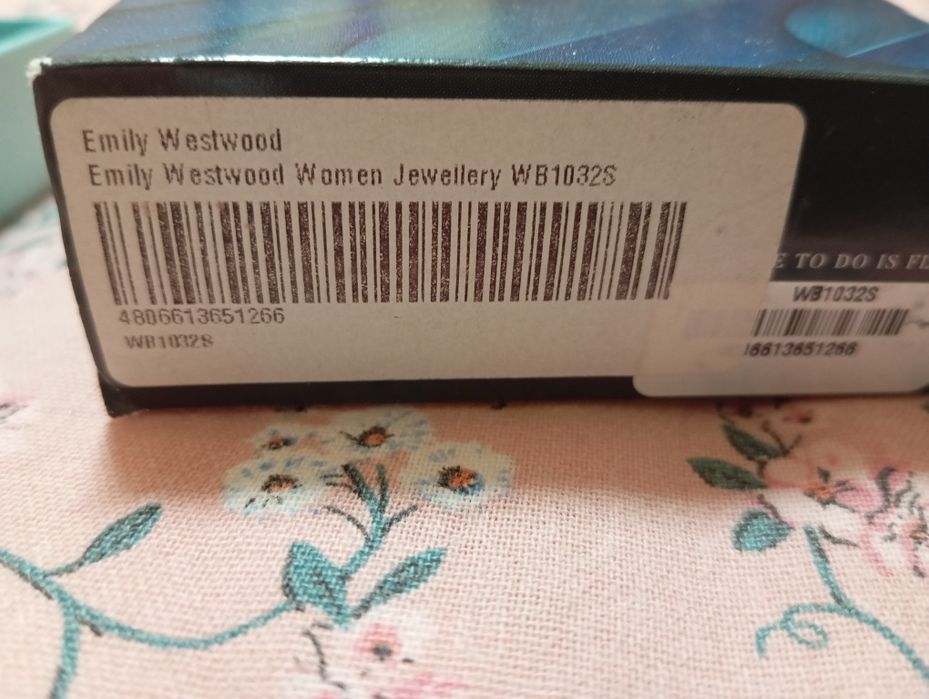 Emily Westwood
Emily Westwood Women Jewellery WB1032S
4806613651266
WB1032S
E TO DO IS FL
WB1032S
6613651266